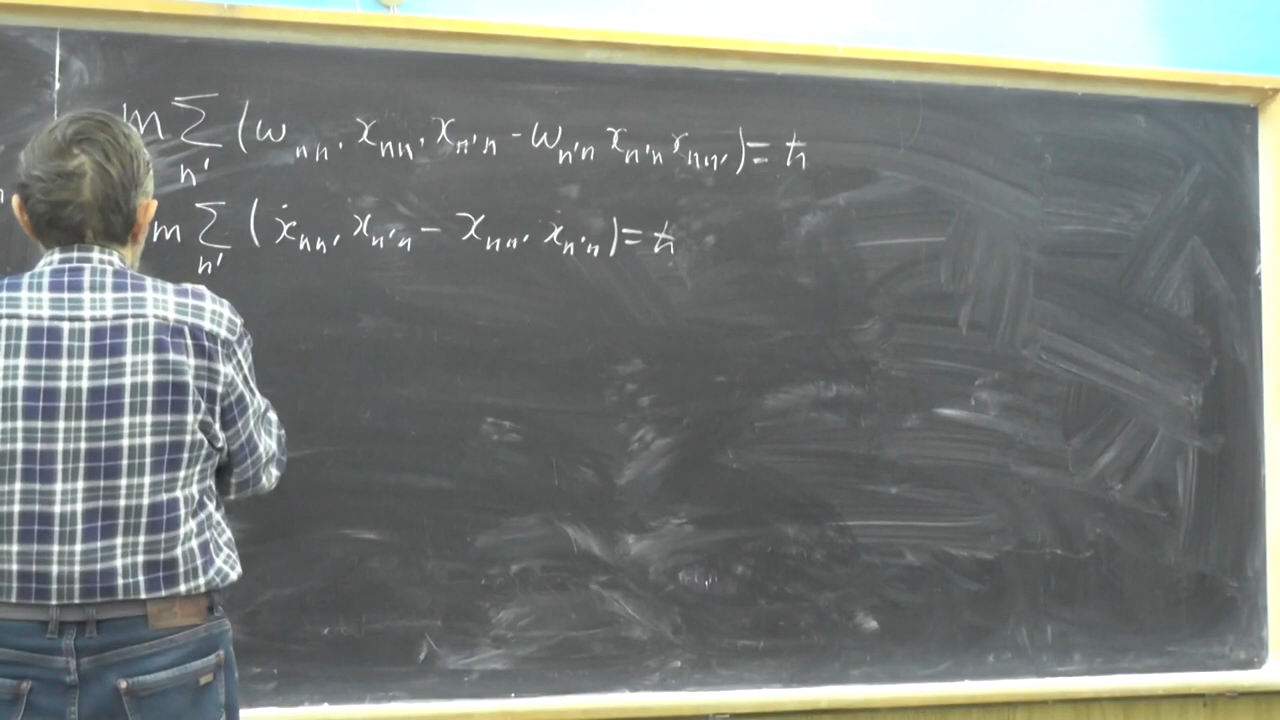 m∑_{n'} (ω_{nn'} x_{nn'} x_{n'n} - ω_{n'n} x_{n'n} x_{nn'}) = ħ
m∑_{n'} (ẋ_{nn'} x_{n'n} - x_{nn'} ẋ_{n'n}) = ħ